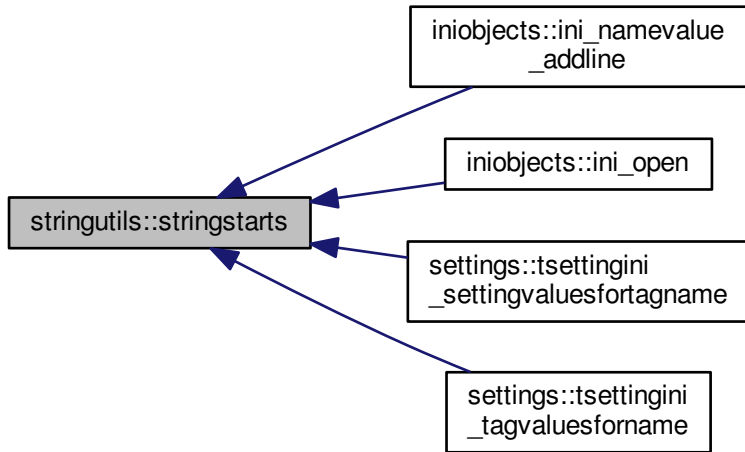 iniobjects::ini_namevalue
_addline
iniobjects::ini_open
stringutils::stringstarts
settings::tsettingini
_settingvaluesfortagname
settings::tsettingini
_tagvaluesforname